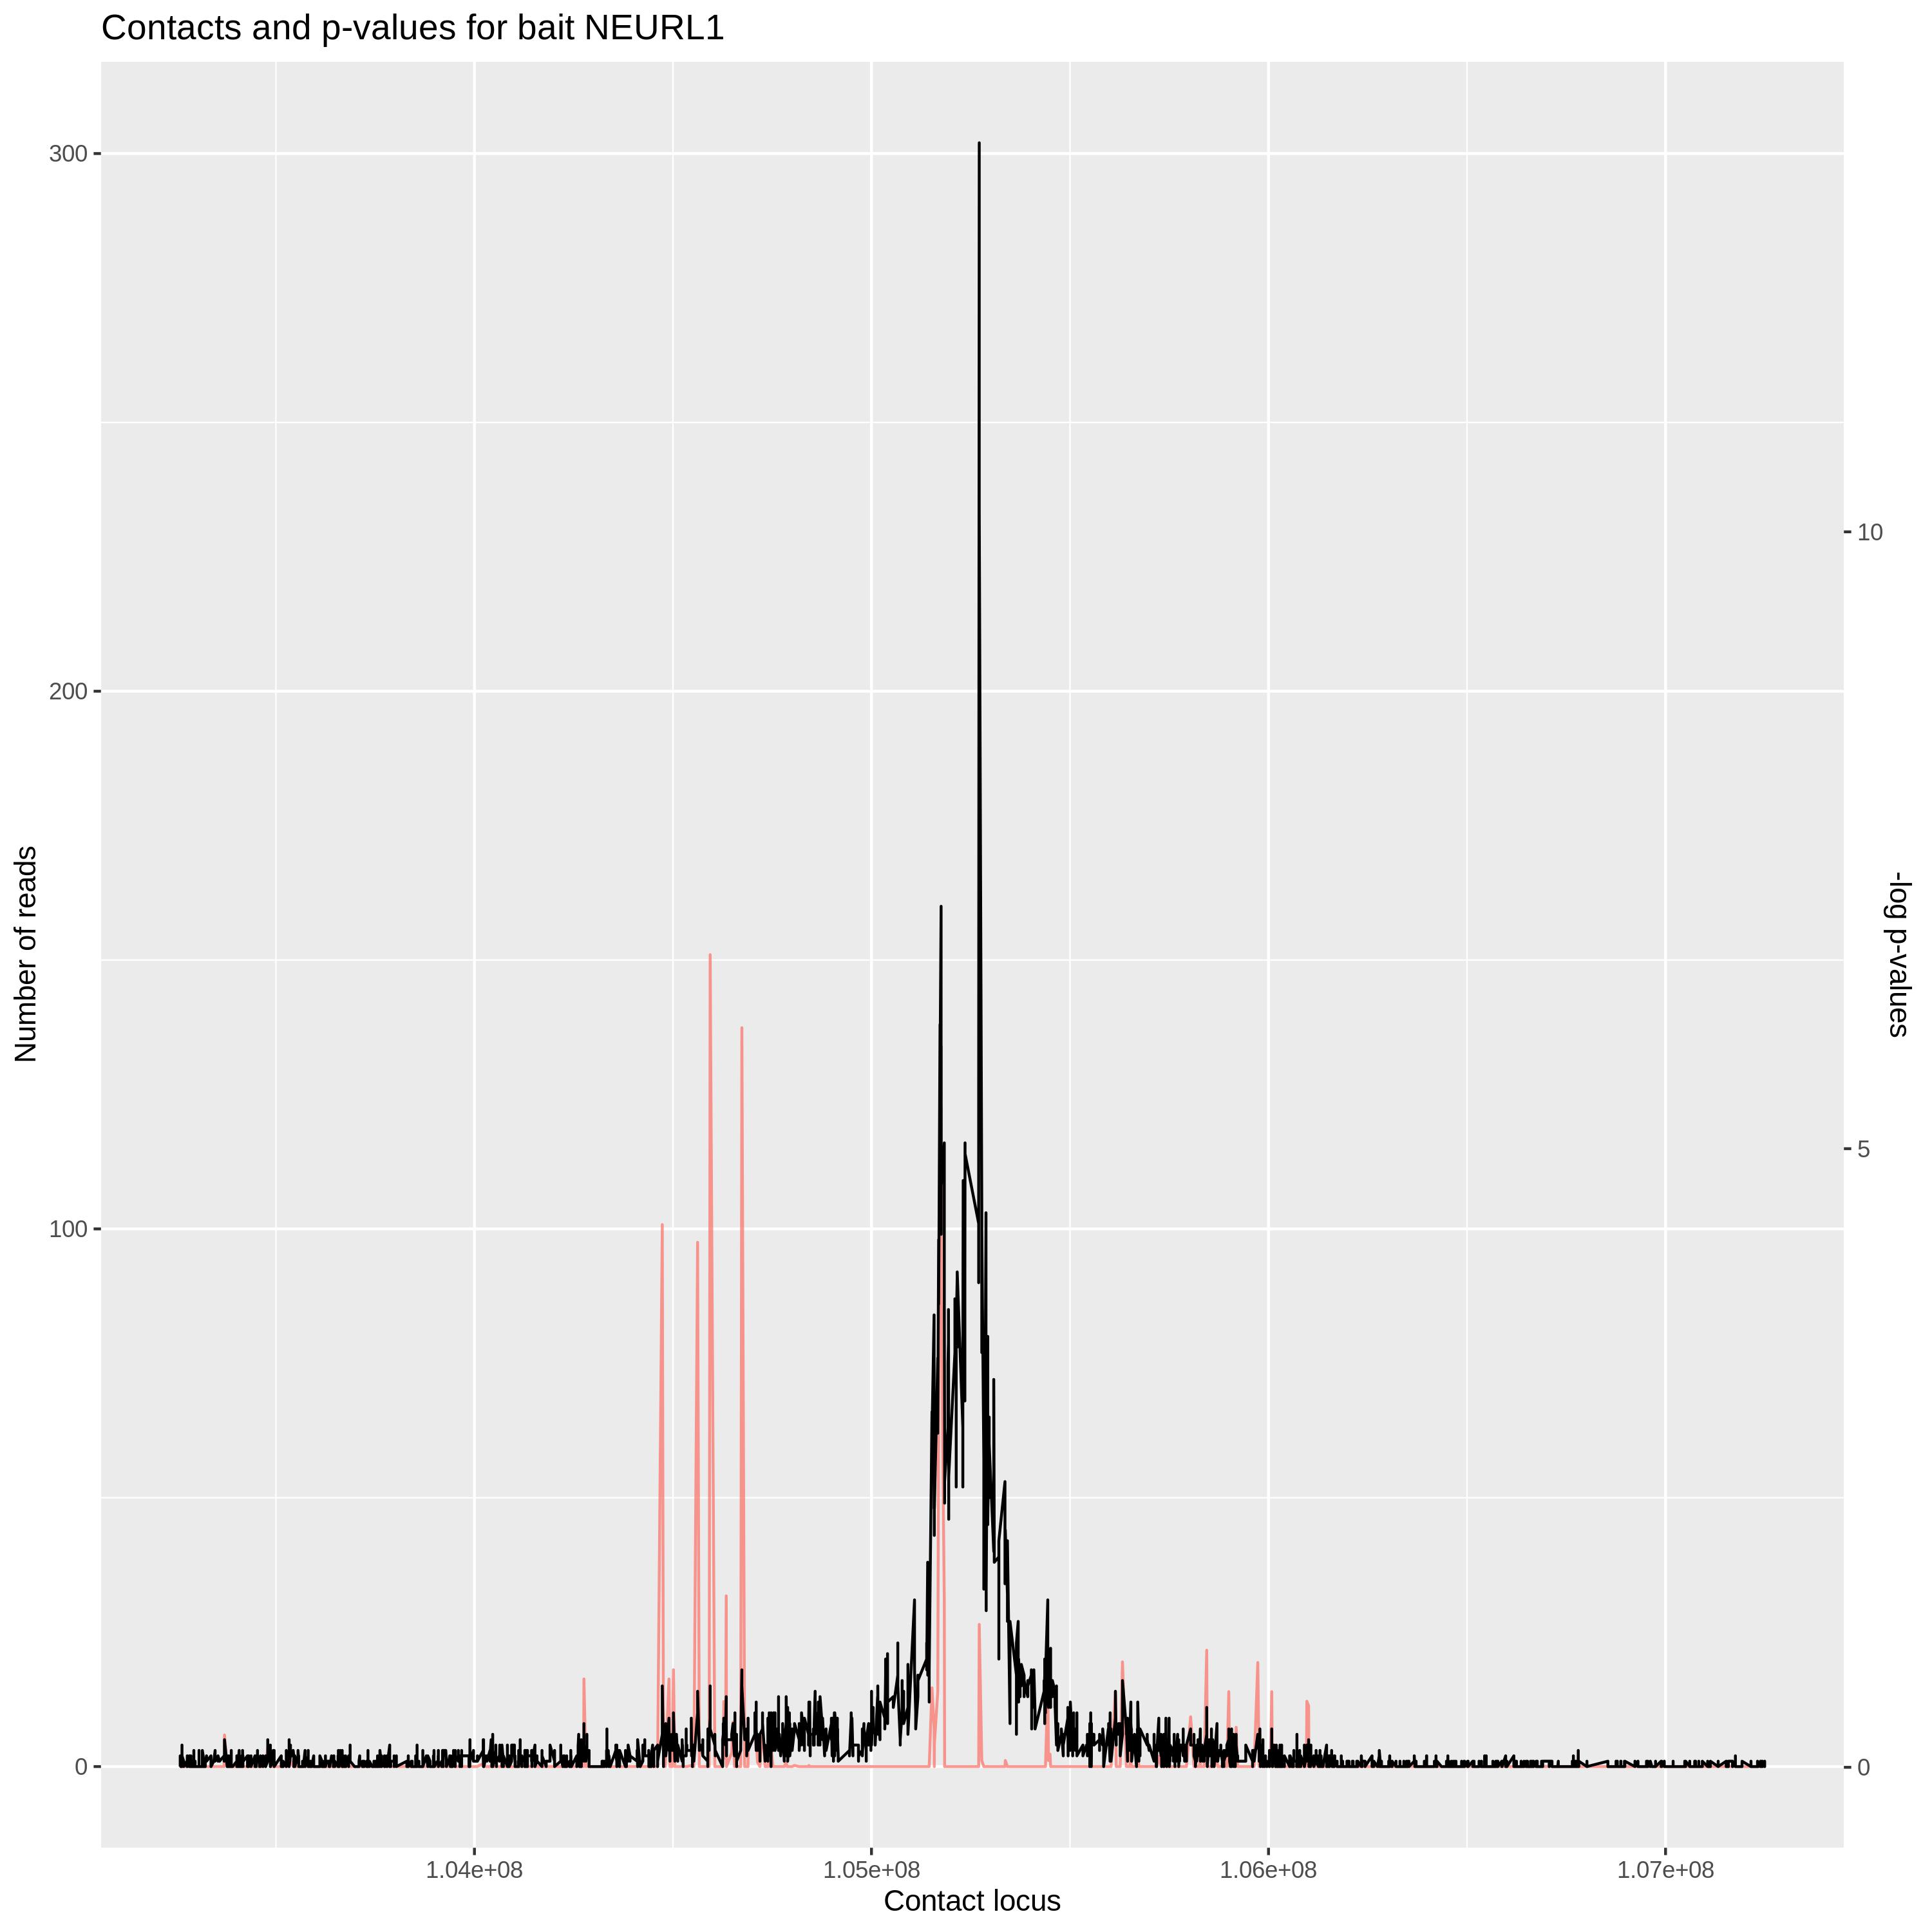 Contacts and p-values for bait NEURL1
300
200
100
0
Number of reads
10
5
0
-log p-values
1.04e+08
1.05e+08
1.06e+08
1.07e+08
Contact locus